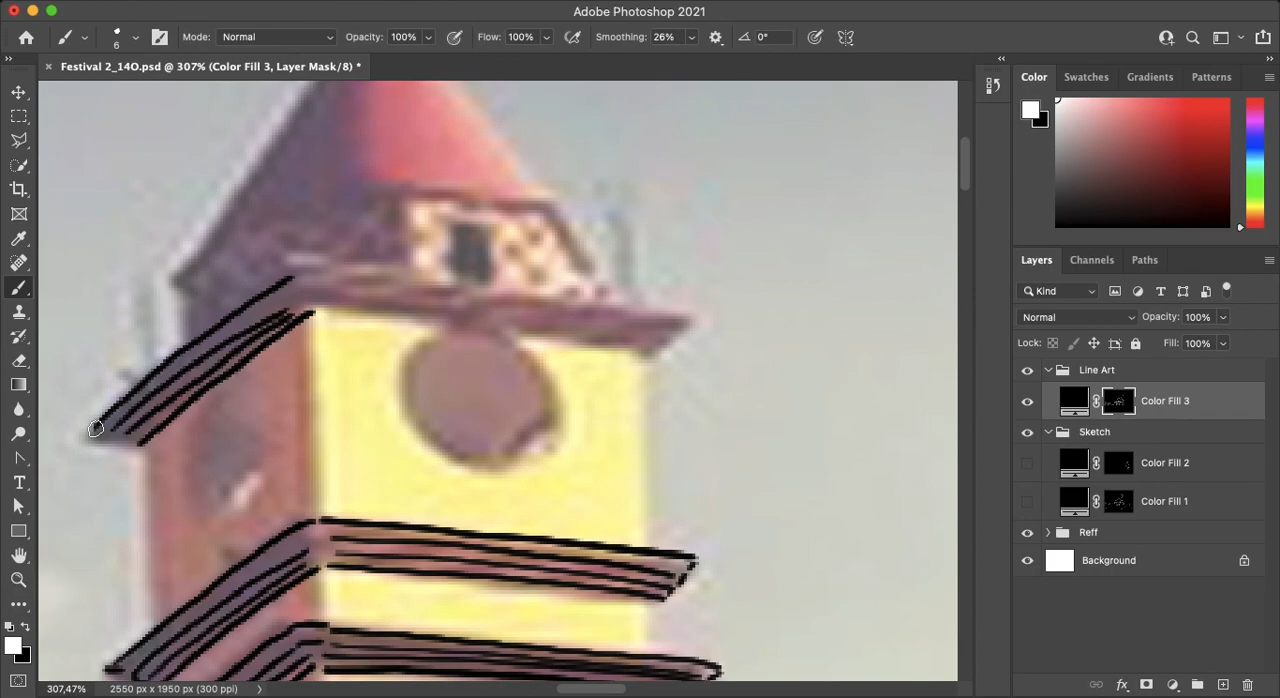 Adobe Photoshop 2021
6
Mode: Normal
Opacity: 100%
Flow: 100%
Smoothing: 26%
0°
Festival 2_14O.psd @ 307% (Color Fill 3, Layer Mask/8) *
Color Swatches Gradients Patterns
Layers Channels Paths
Kind
Normal
Opacity: 100%
Lock:
Fill: 100%
Line Art
Color Fill 3
Sketch
Color Fill 2
Color Fill 1
Reff
Background
307,47%
2550 px x 1950 px (300 ppi)
fx